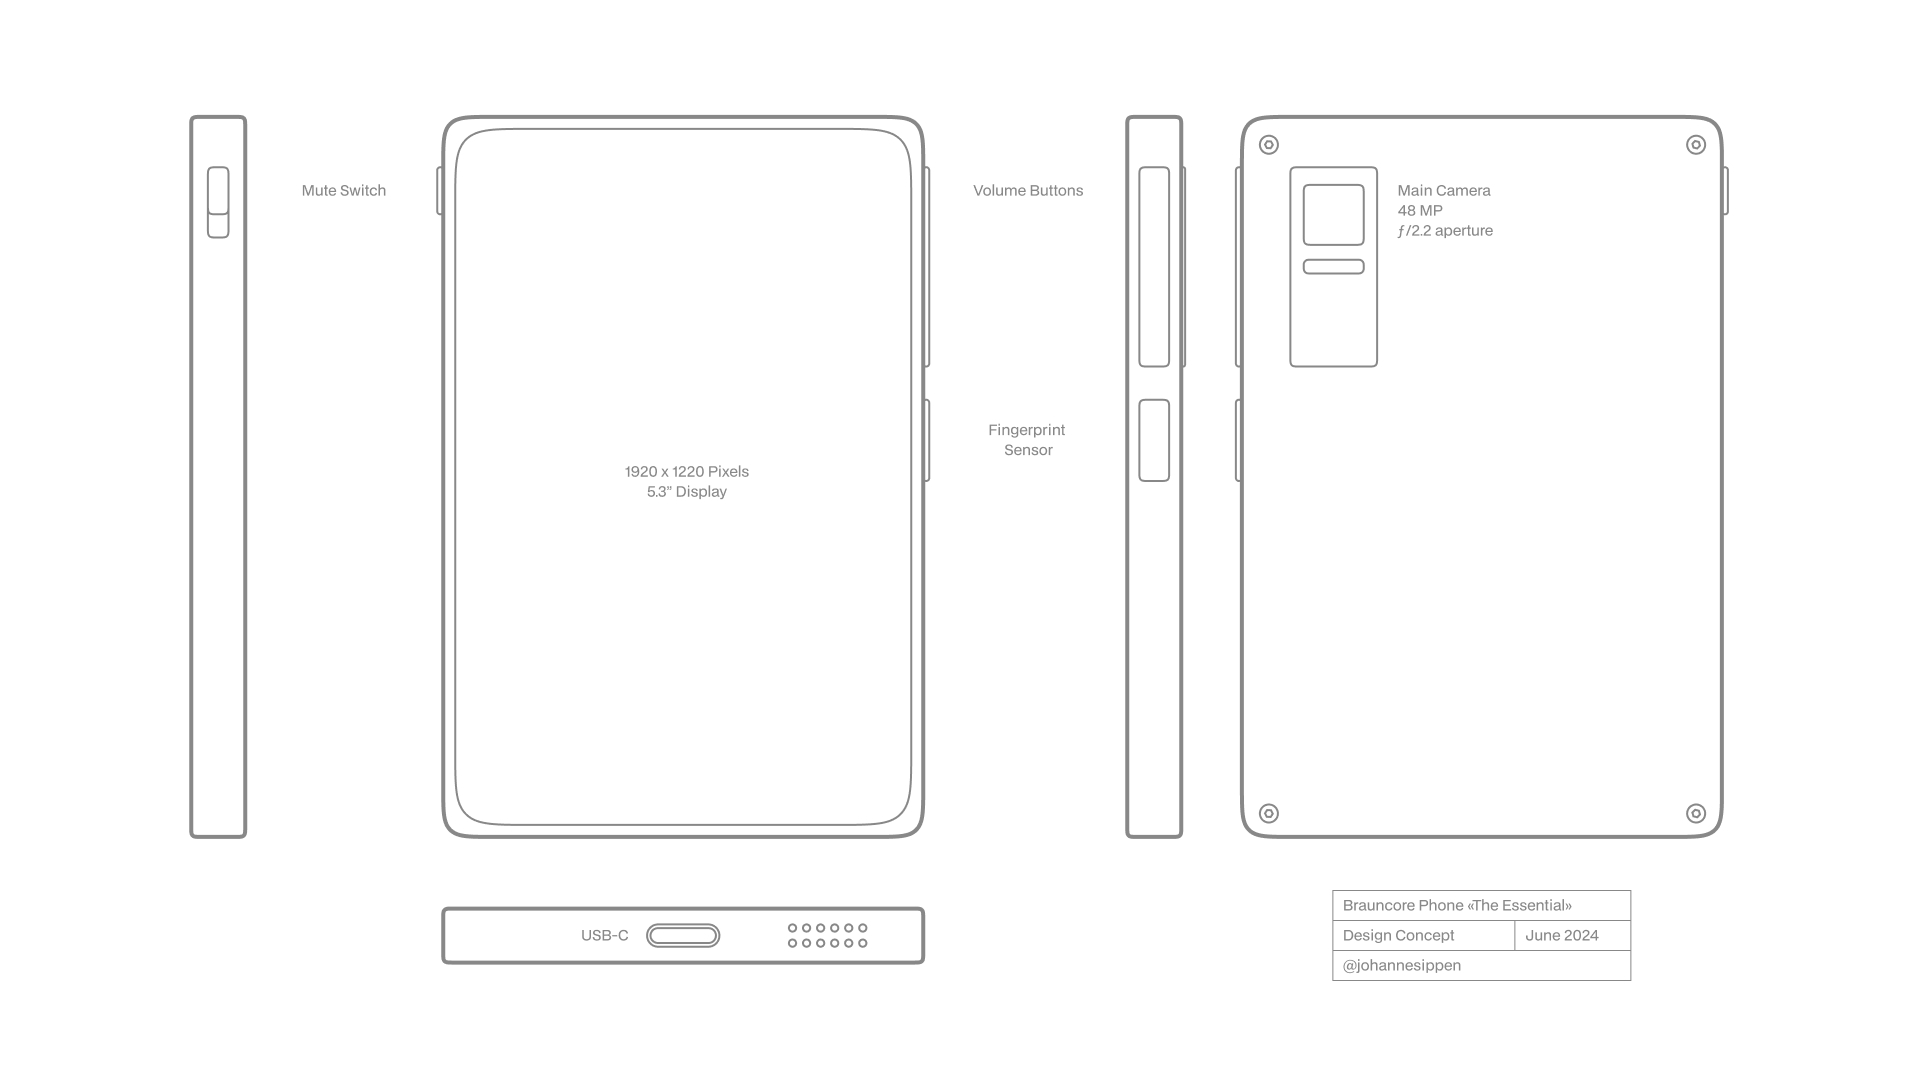 Mute Switch
1920 x 1220 Pixels
5.3” Display
Volume Buttons
Fingerprint
Sensor
Main Camera
48 MP
ƒ/2.2 aperture
USB-C
Brauncore Phone «The Essential»
Design Concept
June 2024
@johannesippen